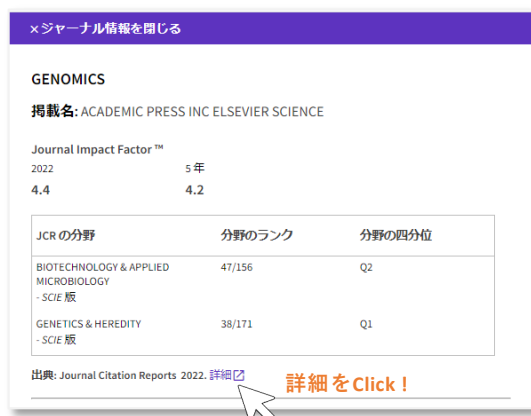 ×ジャーナル情報を閉じる
GENOMICS
掲載名: ACADEMIC PRESS INC ELSEVIER SCIENCE
Journal Impact Factor ™
2022 5 年
4.4 4.2
JCR の分野 分野のランク 分野の四分位
BIOTECHNOLOGY & APPLIED 47/156 Q2
MICROBIOLOGY
- SCIE 版
GENETICS & HEREDITY 38/171 Q1
- SCIE 版
出典: Journal Citation Reports 2022. 詳細
詳細をClick !